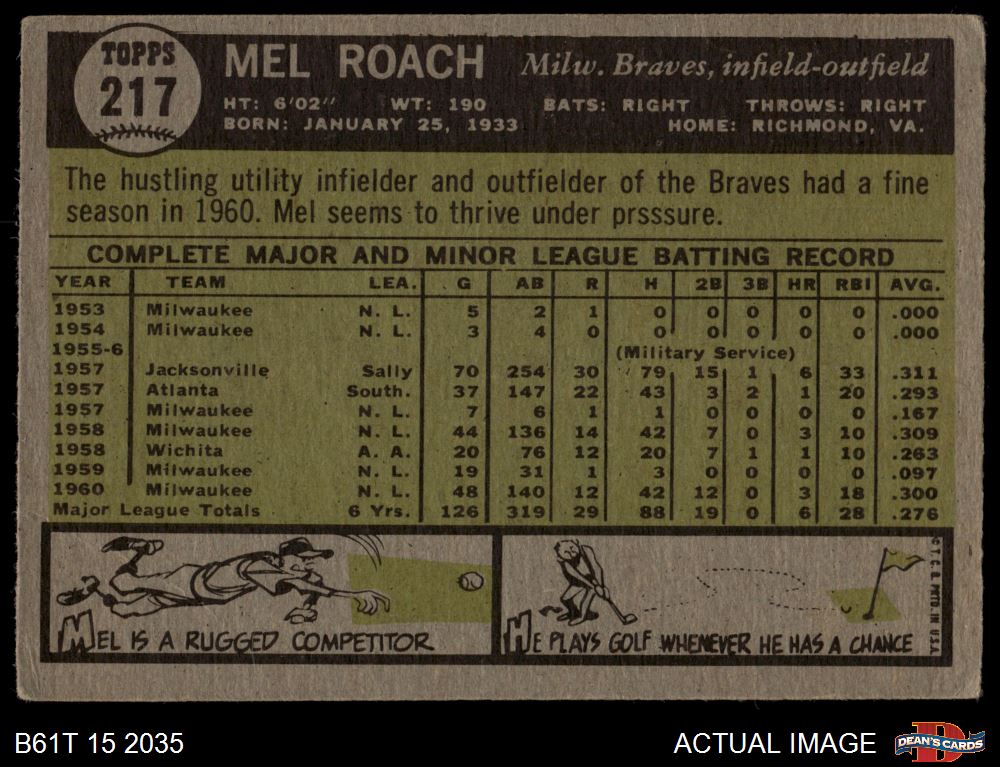 TOPPS
217
MEL ROACH Milw. Braves, infield-outfield
HT: 6'02" WT: 190 BATS: RIGHT THROWS: RIGHT
BORN: JANUARY 25, 1933 HOME: RICHMOND, VA.
The hustling utility infielder and outfielder of the Braves had a fine
season in 1960. Mel seems to thrive under prsssure.
COMPLETE MAJOR AND MINOR LEAGUE BATTING RECORD
YEAR TEAM LEA. G AB R H 2B 3B HR RBI AVG.
1953 Milwaukee N. L. 5 2 1 0 0 0 0 0 .000
1954 Milwaukee N. L. 3 4 0 0 0 0 0 0 .000
1955-6 (Military Service)
1957 Jacksonville Sally 70 254 30 79 15 1 6 33 .311
1957 Atlanta South. 37 147 22 43 3 2 1 20 .293
1957 Milwaukee N. L. 7 6 1 1 0 0 0 0 .167
1958 Milwaukee N. L. 44 136 14 42 7 0 3 10 .309
1958 Wichita A. A. 20 76 12 20 7 1 1 10 .263
1959 Milwaukee N. L. 19 31 1 3 0 0 0 0 .097
1960 Milwaukee N. L. 48 140 12 42 12 0 3 18 .300
Major League Totals 6 Yrs. 126 319 29 88 19 0 6 28 .276
MEL IS A RUGGED COMPETITOR
HE PLAYS GOLF WHENEVER HE HAS A CHANCE
© T. C. G. PRTD. IN U.S.A.
B61T 15 2035 ACTUAL IMAGE
D
DEAN'S CARDS